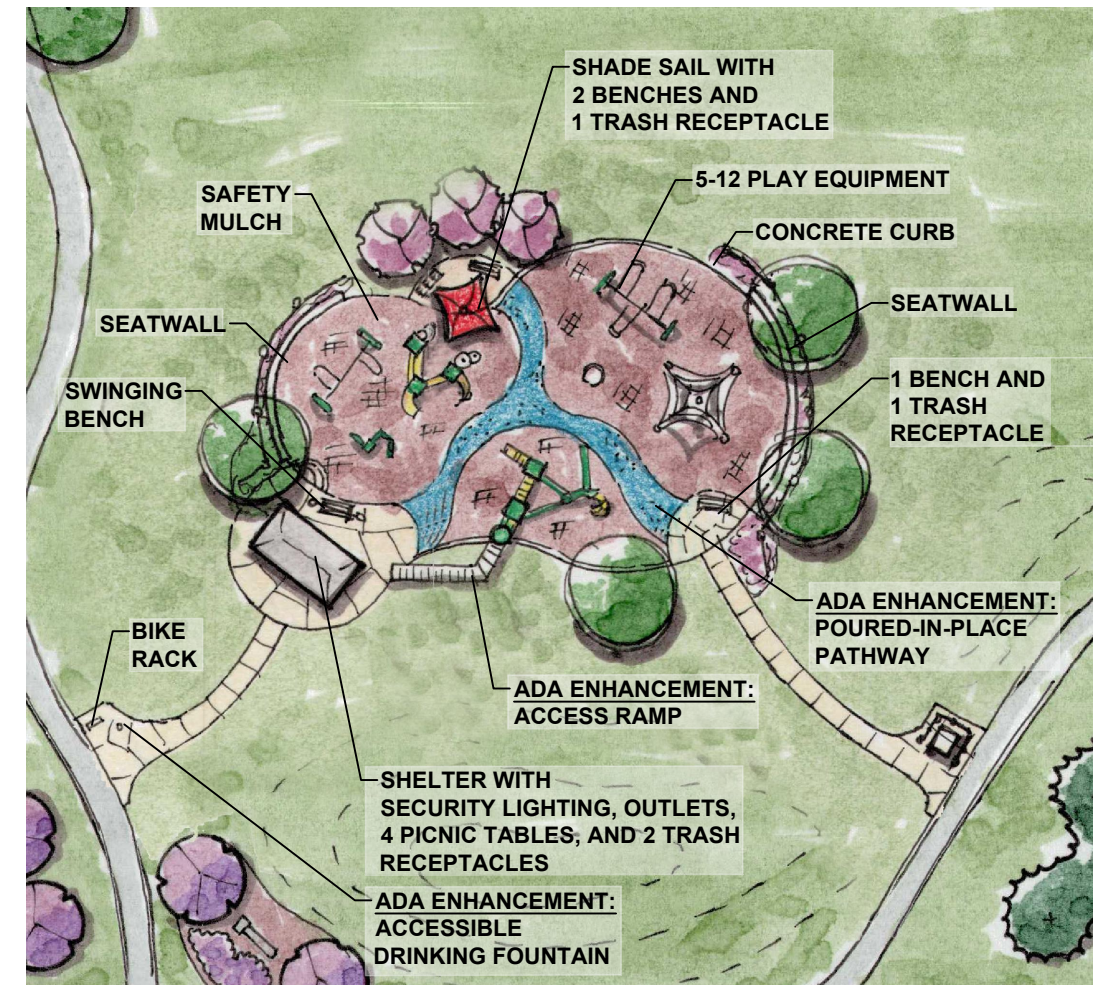 SHADE SAIL WITH
2 BENCHES AND
1 TRASH RECEPTACLE
5-12 PLAY EQUIPMENT
SAFETY
MULCH
CONCRETE CURB
SEATWALL
SEATWALL
1 BENCH AND
1 TRASH
RECEPTACLE
SWINGING
BENCH
ADA ENHANCEMENT:
POURED-IN-PLACE
PATHWAY
BIKE
RACK
ADA ENHANCEMENT:
ACCESS RAMP
SHELTER WITH
SECURITY LIGHTING, OUTLETS,
4 PICNIC TABLES, AND 2 TRASH
RECEPTACLES
ADA ENHANCEMENT:
ACCESSIBLE
DRINKING FOUNTAIN